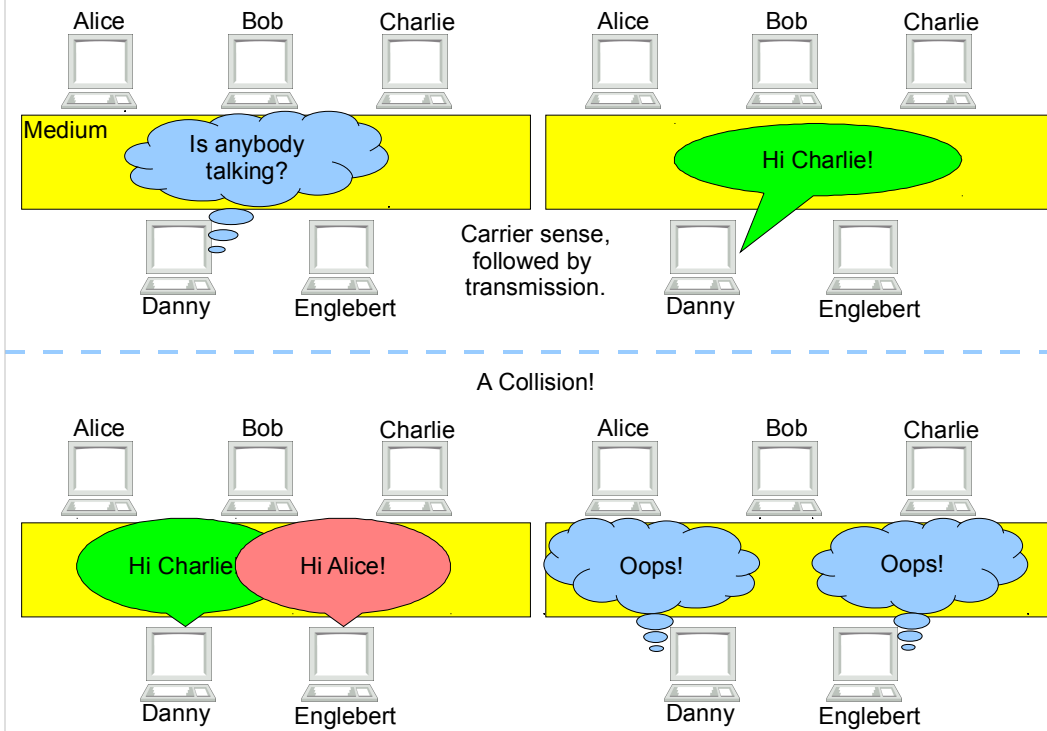 Alice
Bob
Charlie
Medium
Is anybody
talking?
Danny
Englebert
Alice
Bob
Charlie
Hi Charlie!
Danny
Englebert
Carrier sense,
followed by
transmission.
A Collision!
Alice
Bob
Charlie
Hi Charlie
Hi Alice!
Danny
Englebert
Alice
Bob
Charlie
Oops!
Oops!
Danny
Englebert